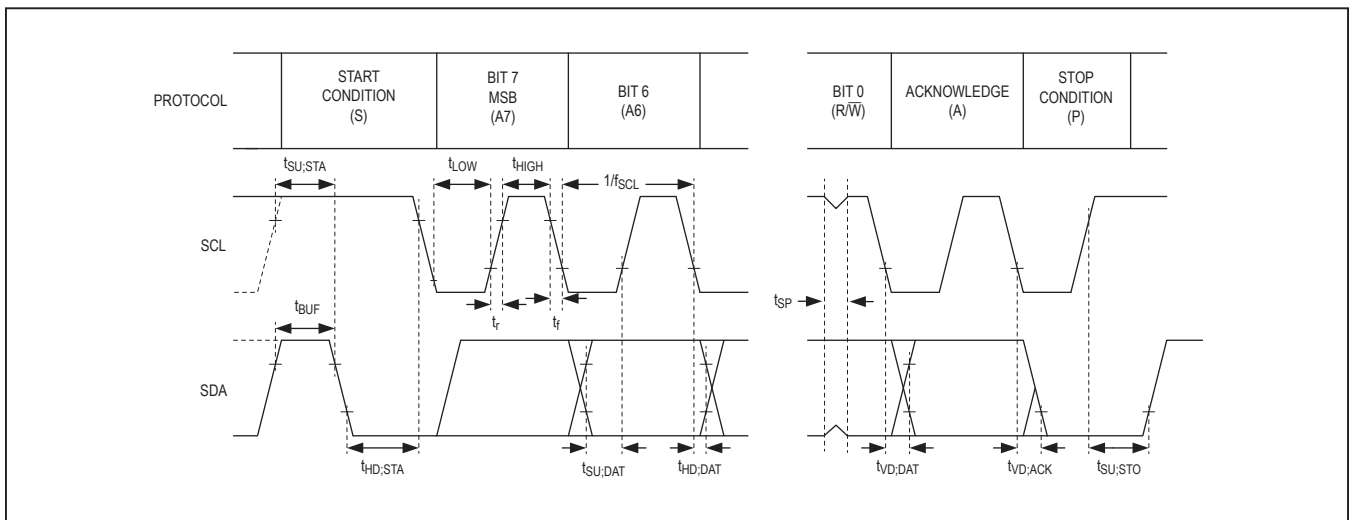 PROTOCOL
START
CONDITION
(S)
BIT 7
MSB
(A7)
BIT 6
(A6)
BIT 0
(R/W̅)
ACKNOWLEDGE
(A)
STOP
CONDITION
(P)
tSU;STA
tLOW
tHIGH
1/fSCL
SCL
tBUF
tr
tf
tSP
SDA
tHD;STA
tSU;DAT
tHD;DAT
tVD;DAT
tVD;ACK
tSU;STO